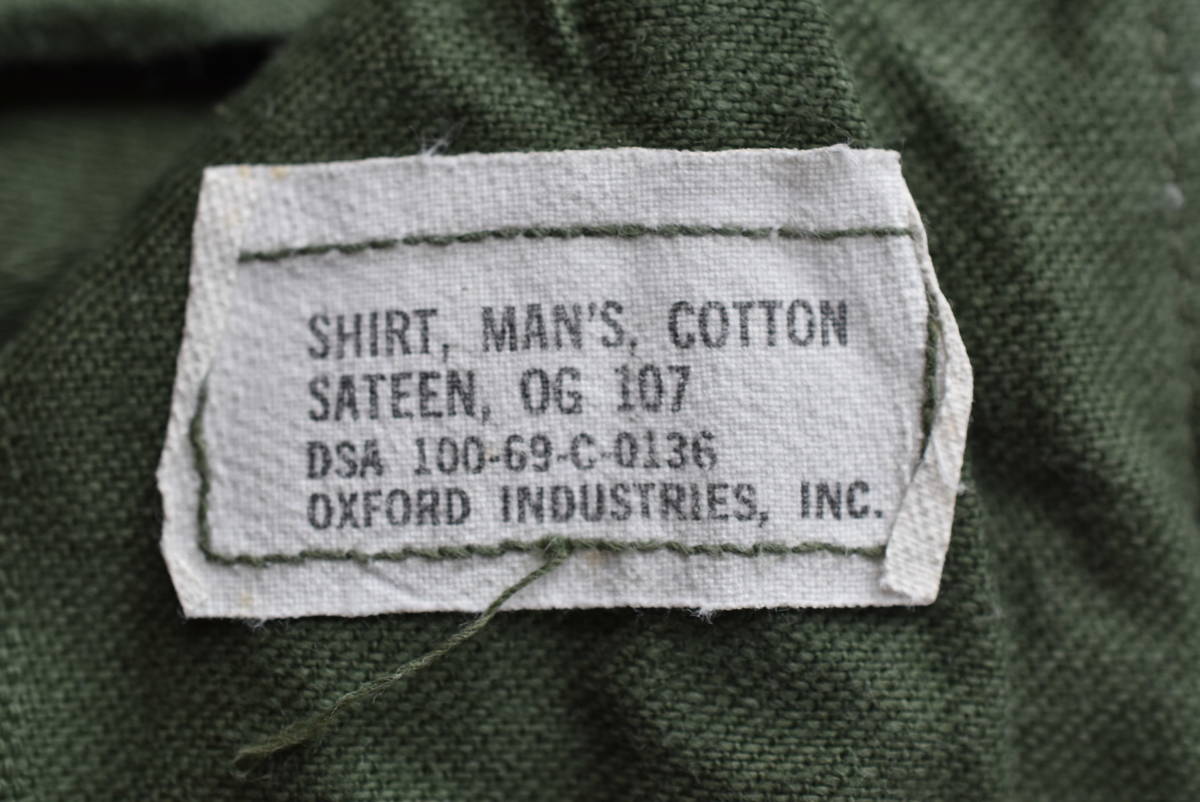 SHIRT, MAN'S, COTTON
SATEEN, OG 107
DSA 100-69-C-0136
OXFORD INDUSTRIES, INC.